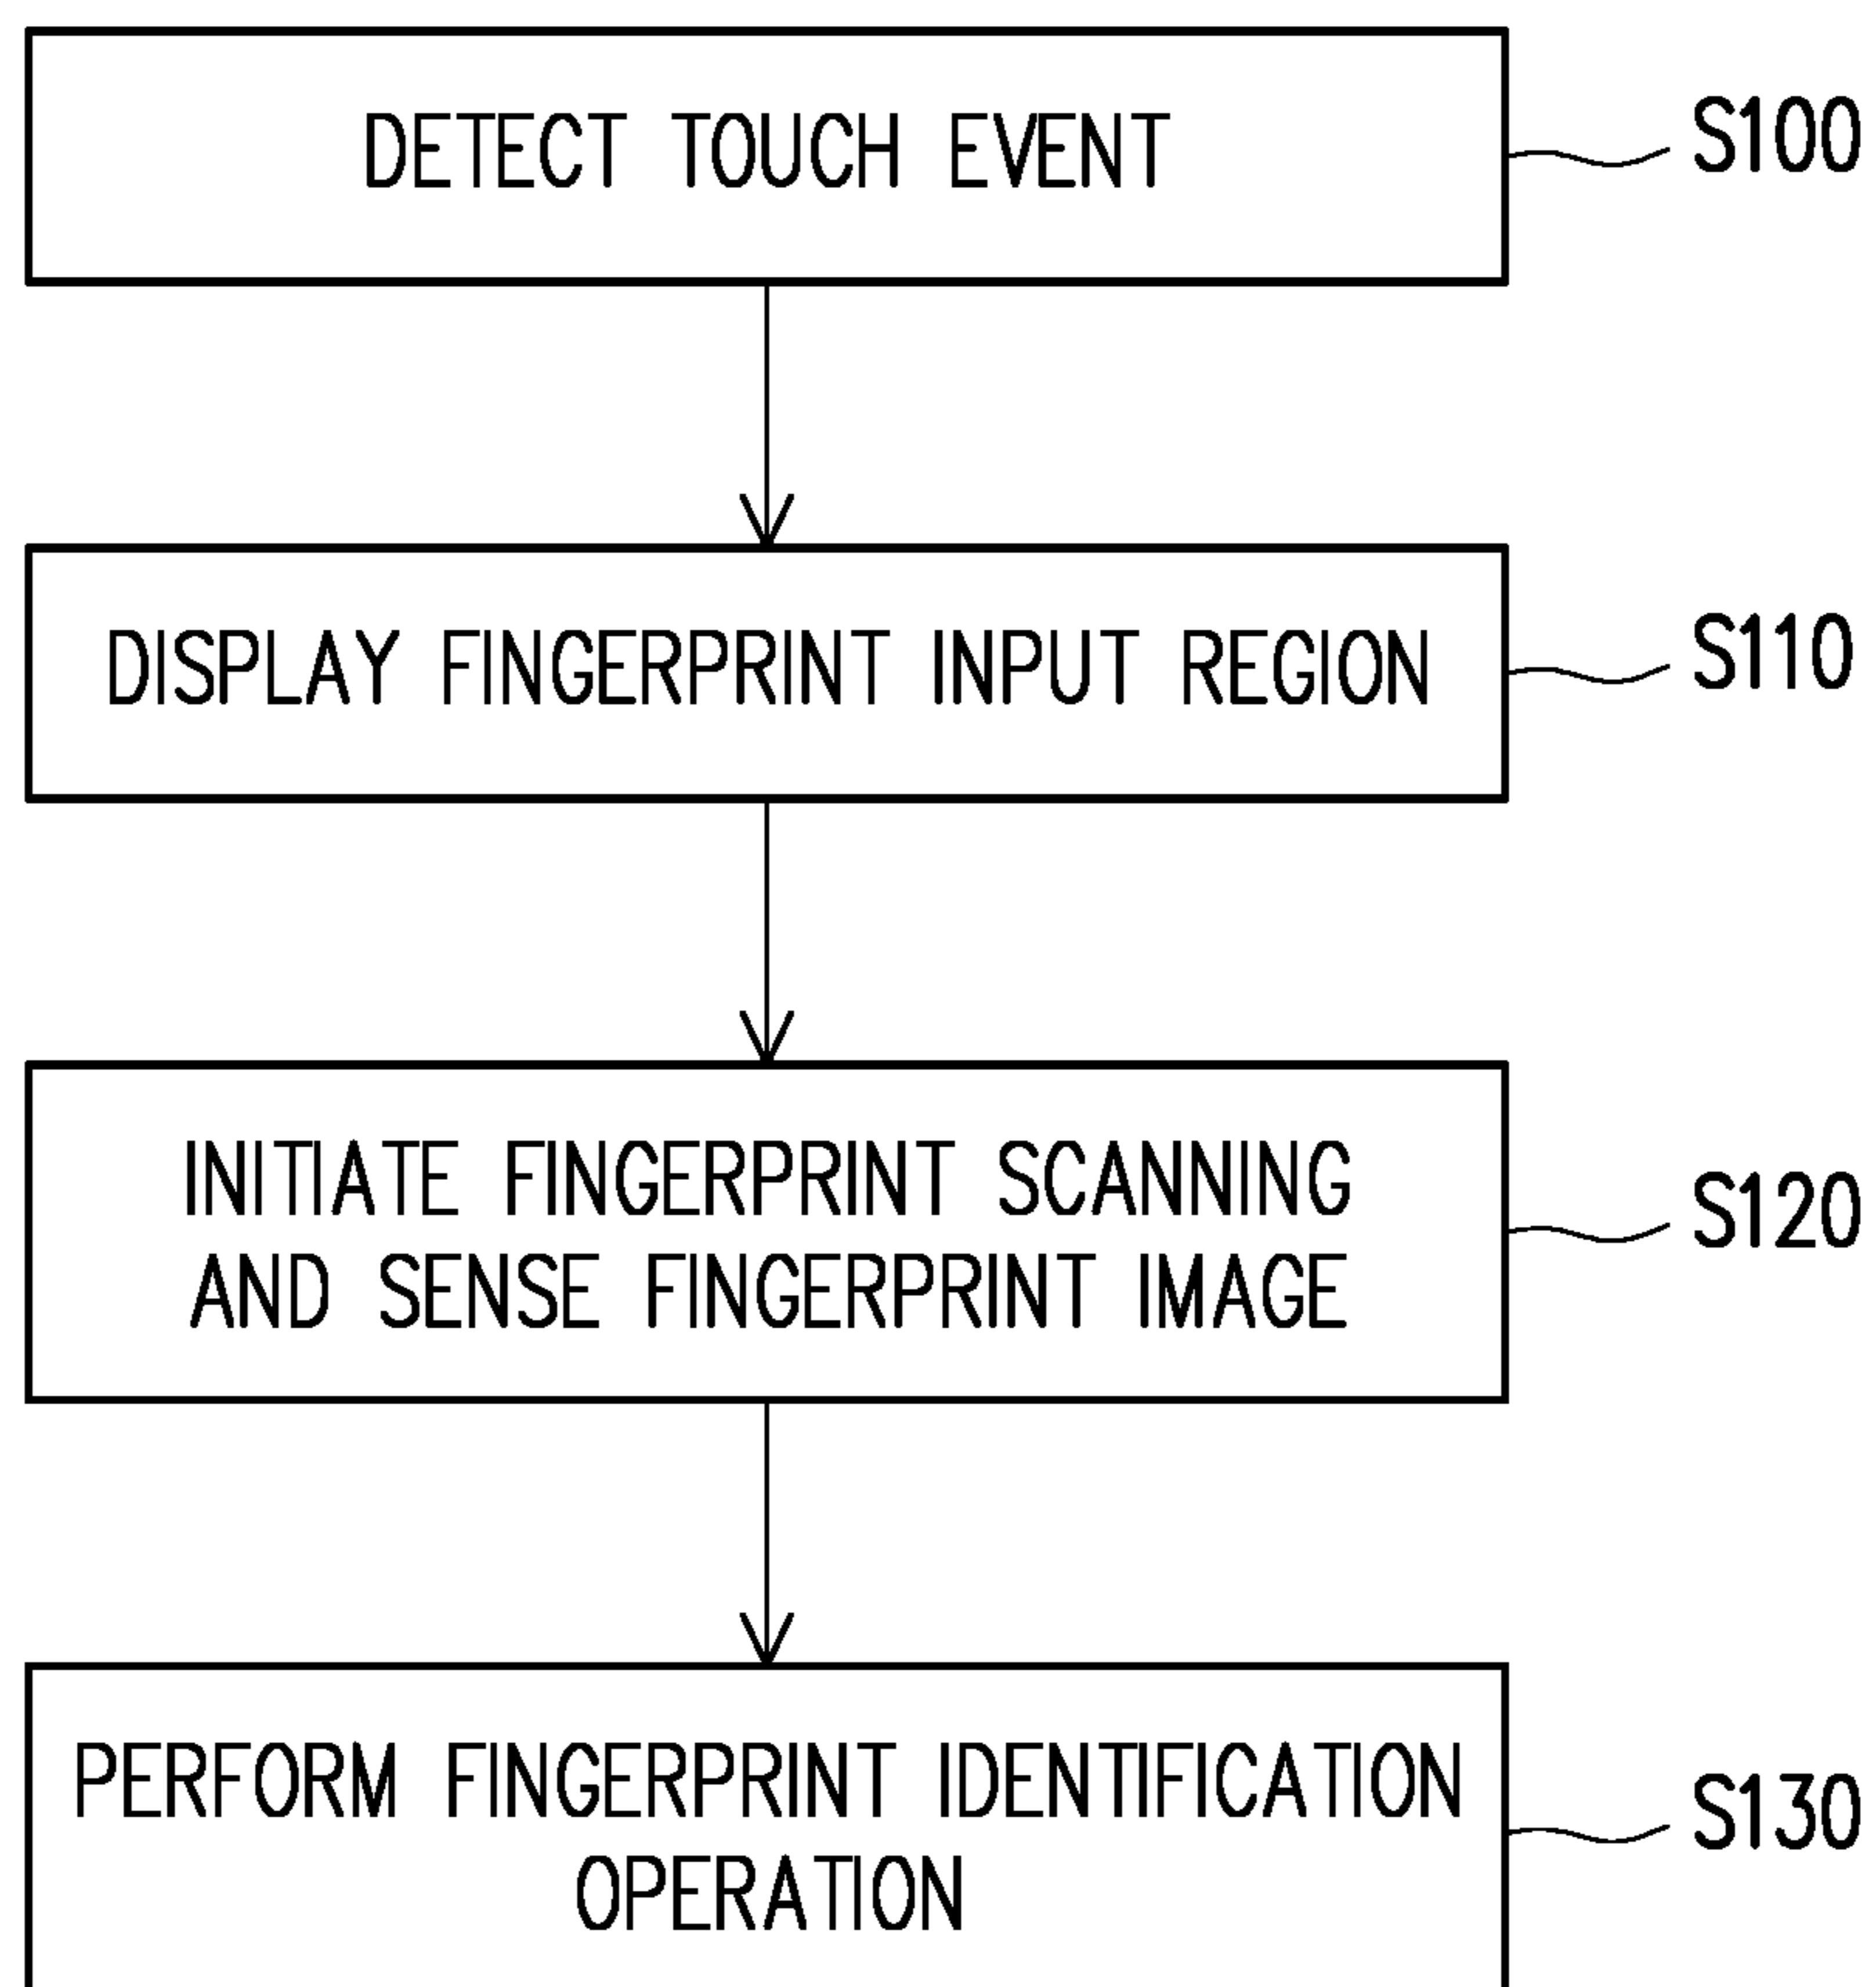 DETECT TOUCH EVENT
S100
DISPLAY FINGERPRINT INPUT REGION
S110
INITIATE FINGERPRINT SCANNING
AND SENSE FINGERPRINT IMAGE
S120
PERFORM FINGERPRINT IDENTIFICATION
OPERATION
S130